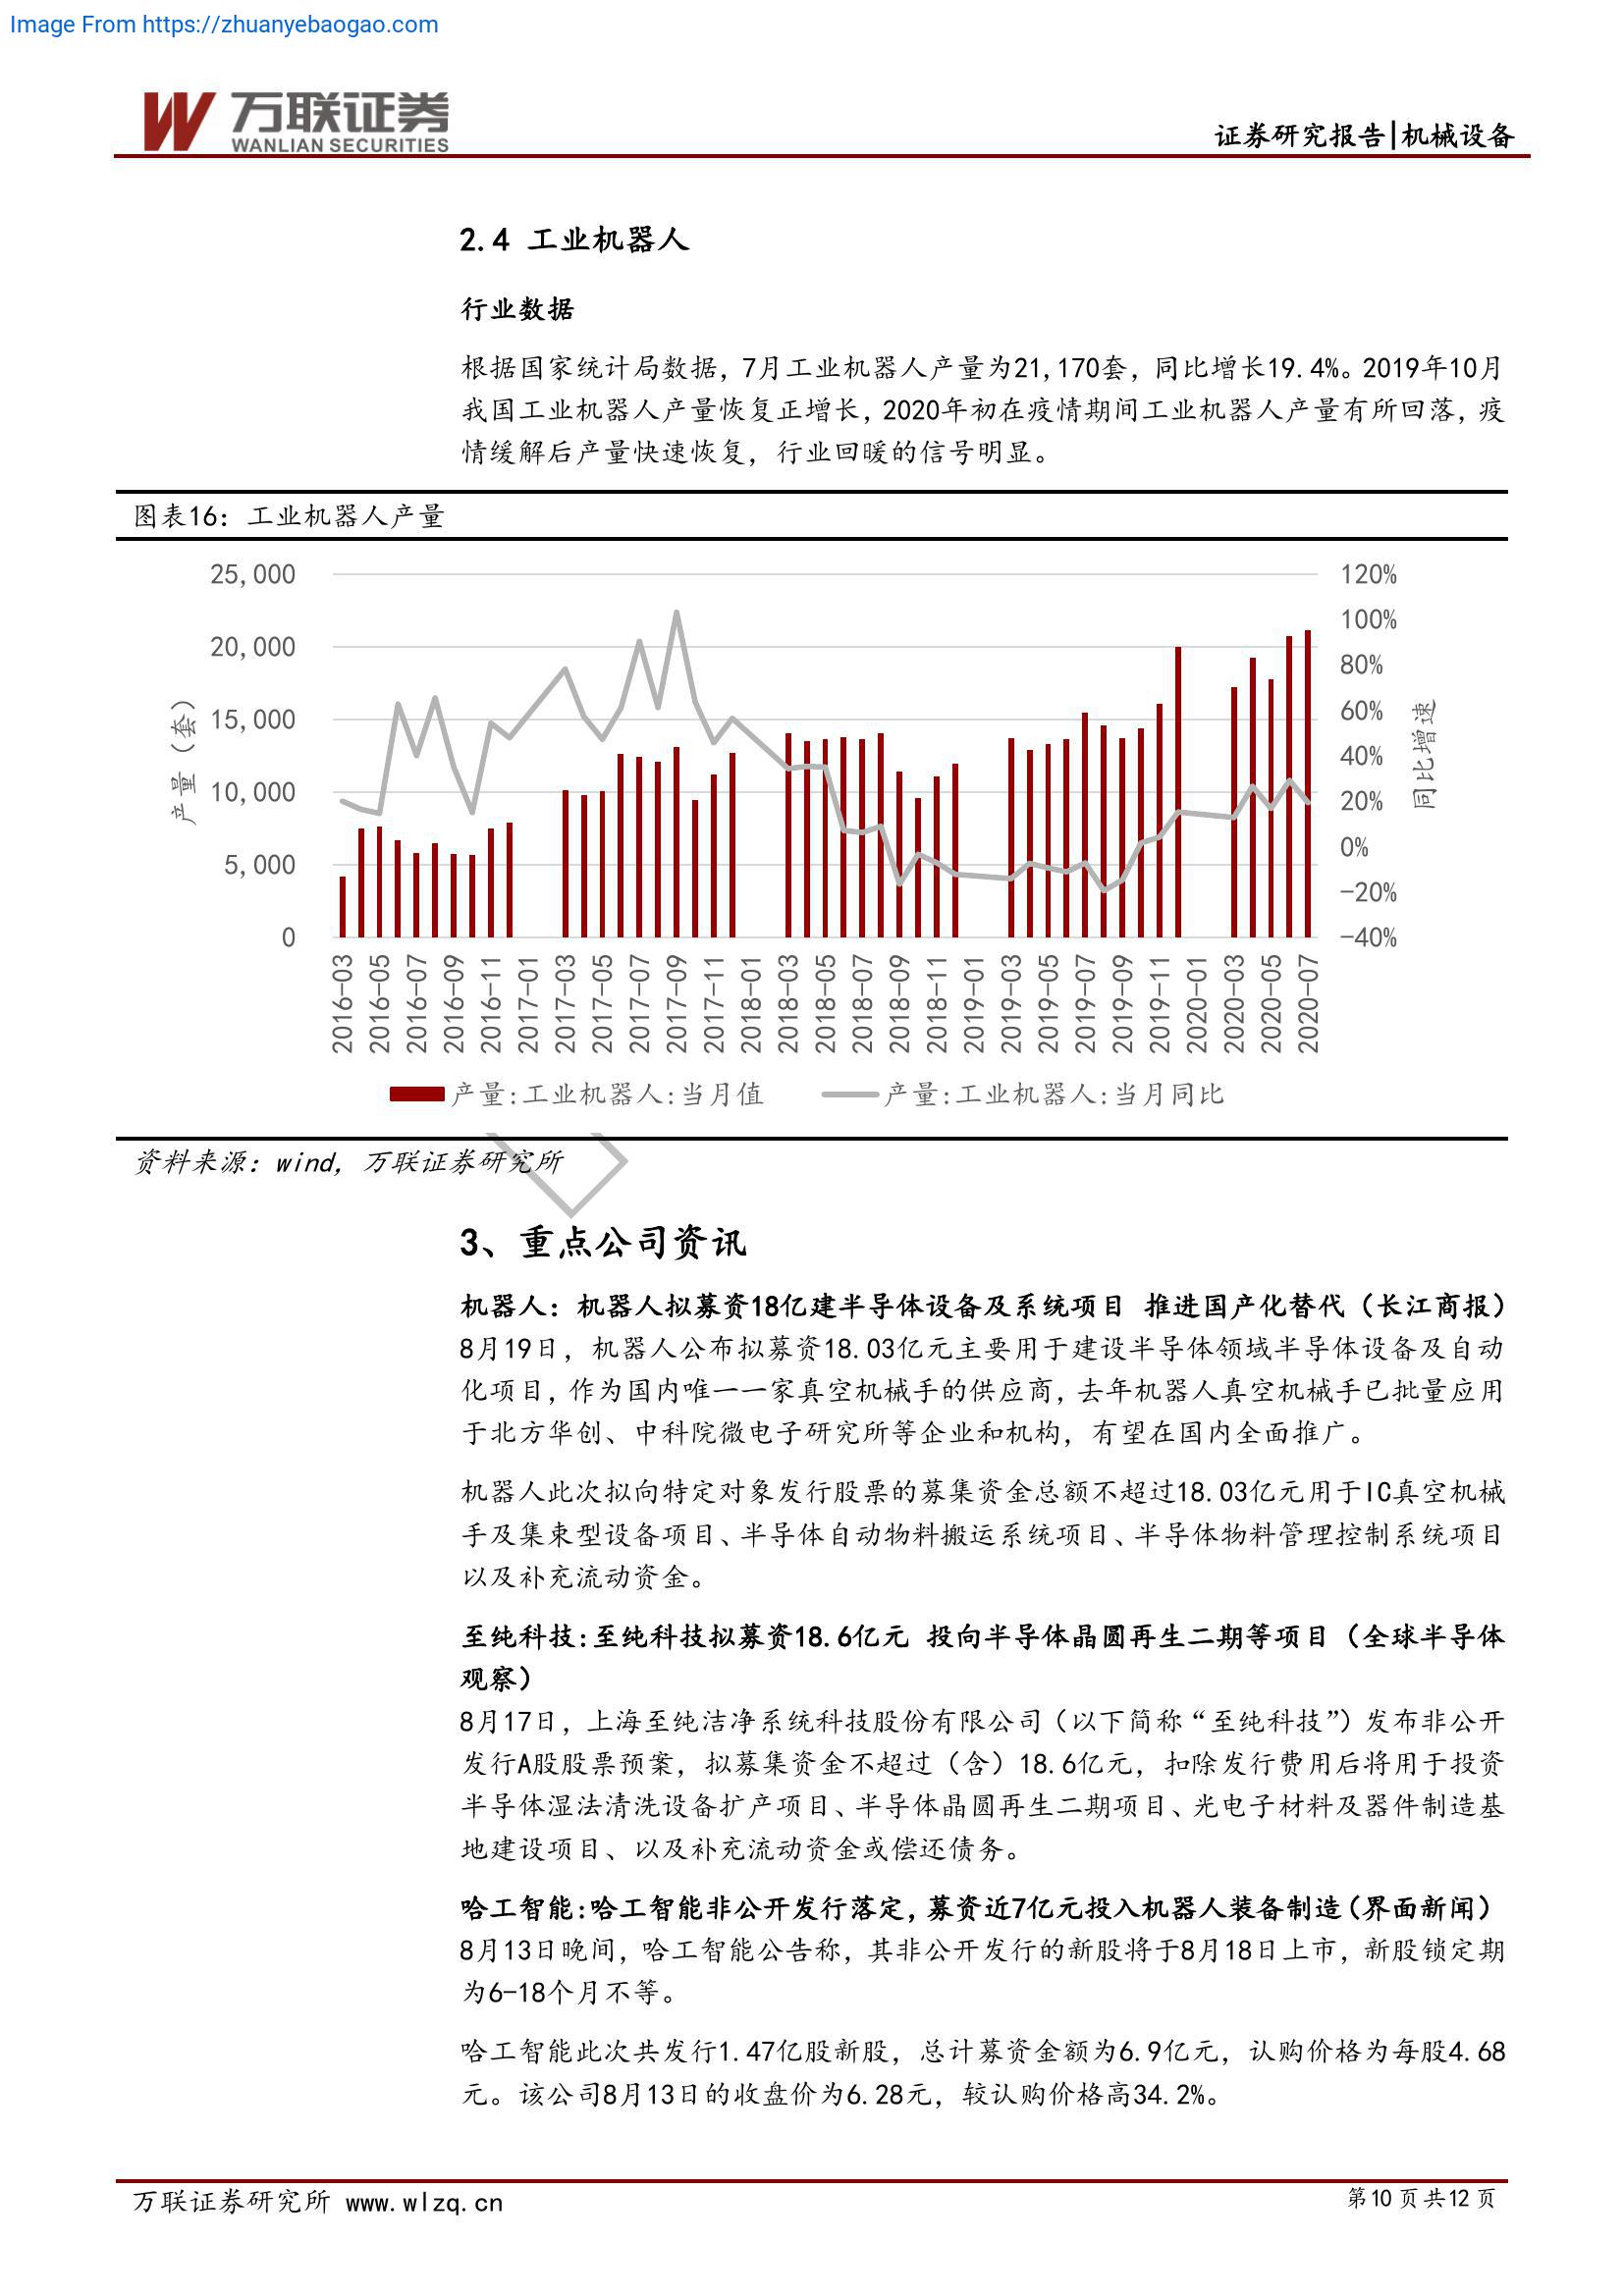 Image From https://zhuanyebaogao.com
万联证券
WANLIAN SECURITIES
证券研究报告|机械设备
2.4 工业机器人
行业数据
根据国家统计局数据，7月工业机器人产量为21,170套，同比增长19.4%。2019年10月
我国工业机器人产量恢复正增长，2020年初在疫情期间工业机器人产量有所回落，疫
情缓解后产量快速恢复，行业回暖的信号明显。
图表16：工业机器人产量
25,000
20,000
15,000
10,000
5,000
0
产量（套）
120%
100%
80%
60%
40%
20%
0%
-20%
-40%
同比增速
2016-03
2016-05
2016-07
2016-09
2016-11
2017-01
2017-03
2017-05
2017-07
2017-09
2017-11
2018-01
2018-03
2018-05
2018-07
2018-09
2018-11
2019-01
2019-03
2019-05
2019-07
2019-09
2019-11
2020-01
2020-03
2020-05
2020-07
产量:工业机器人:当月值
产量:工业机器人:当月同比
资料来源：wind，万联证券研究所
3、重点公司资讯
机器人：机器人拟募资18亿建半导体设备及系统项目 推进国产化替代（长江商报）
8月19日，机器人公布拟募资18.03亿元主要用于建设半导体领域半导体设备及自动
化项目，作为国内唯一一家真空机械手的供应商，去年机器人真空机械手已批量应用
于北方华创、中科院微电子研究所等企业和机构，有望在国内全面推广。
机器人此次拟向特定对象发行股票的募集资金总额不超过18.03亿元用于IC真空机械
手及集束型设备项目、半导体自动物料搬运系统项目、半导体物料管理控制系统项目
以及补充流动资金。
至纯科技:至纯科技拟募资18.6亿元 投向半导体晶圆再生二期等项目（全球半导体
观察）
8月17日，上海至纯洁净系统科技股份有限公司（以下简称“至纯科技”）发布非公开
发行A股股票预案，拟募集资金不超过（含）18.6亿元，扣除发行费用后将用于投资
半导体湿法清洗设备扩产项目、半导体晶圆再生二期项目、光电子材料及器件制造基
地建设项目、以及补充流动资金或偿还债务。
哈工智能:哈工智能非公开发行落定，募资近7亿元投入机器人装备制造（界面新闻）
8月13日晚间，哈工智能公告称，其非公开发行的新股将于8月18日上市，新股锁定期
为6-18个月不等。
哈工智能此次共发行1.47亿股新股，总计募资金额为6.9亿元，认购价格为每股4.68
元。该公司8月13日的收盘价为6.28元，较认购价格高34.2%。
万联证券研究所 www.wlzq.cn
第10页共12页